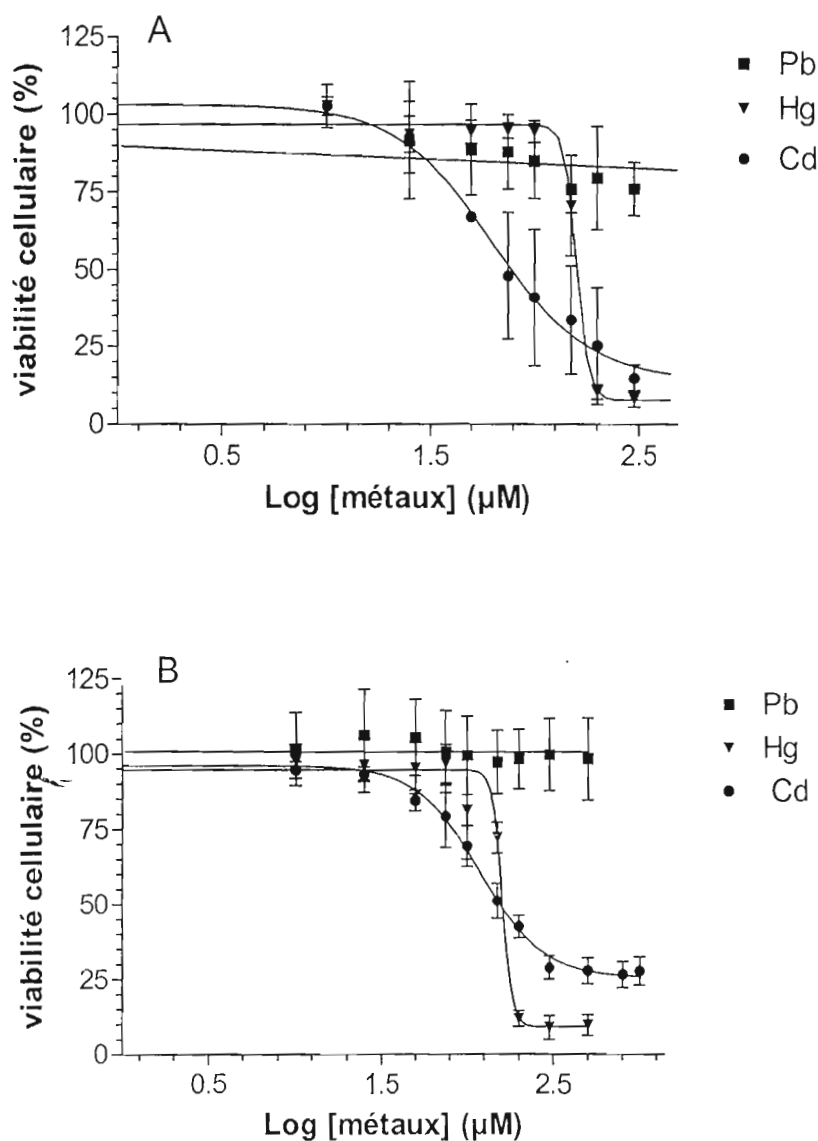 A
125
100
75
50
25
0
viabilité cellulaire (%)
0.5
1.5
2.5
Log [métaux] (µM)
Pb
Hg
Cd
B
125
100
75
50
25
0
viabilité cellulaire (%)
0.5
1.5
2.5
Log [métaux] (µM)
Pb
Hg
Cd